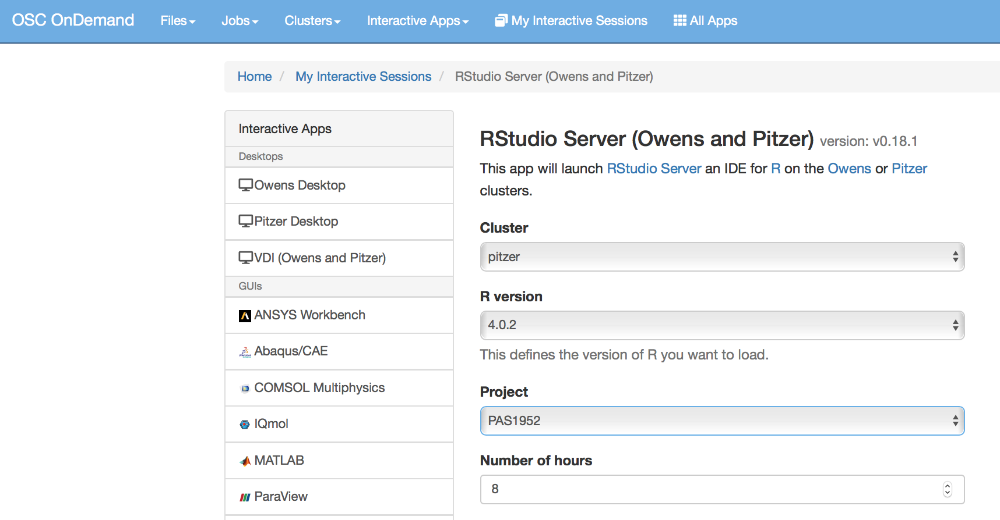 OSC OnDemand Files Jobs Clusters Interactive Apps My Interactive Sessions All Apps
Home / My Interactive Sessions / RStudio Server (Owens and Pitzer)
Interactive Apps
Desktops
Owens Desktop
Pitzer Desktop
VDI (Owens and Pitzer)
GUIs
ANSYS Workbench
Abaqus/CAE
COMSOL Multiphysics
IQmol
MATLAB
ParaView
RStudio Server (Owens and Pitzer) version: v0.18.1
This app will launch RStudio Server an IDE for R on the Owens or Pitzer
clusters.
Cluster
pitzer
R version
4.0.2
This defines the version of R you want to load.
Project
PAS1952
Number of hours
8